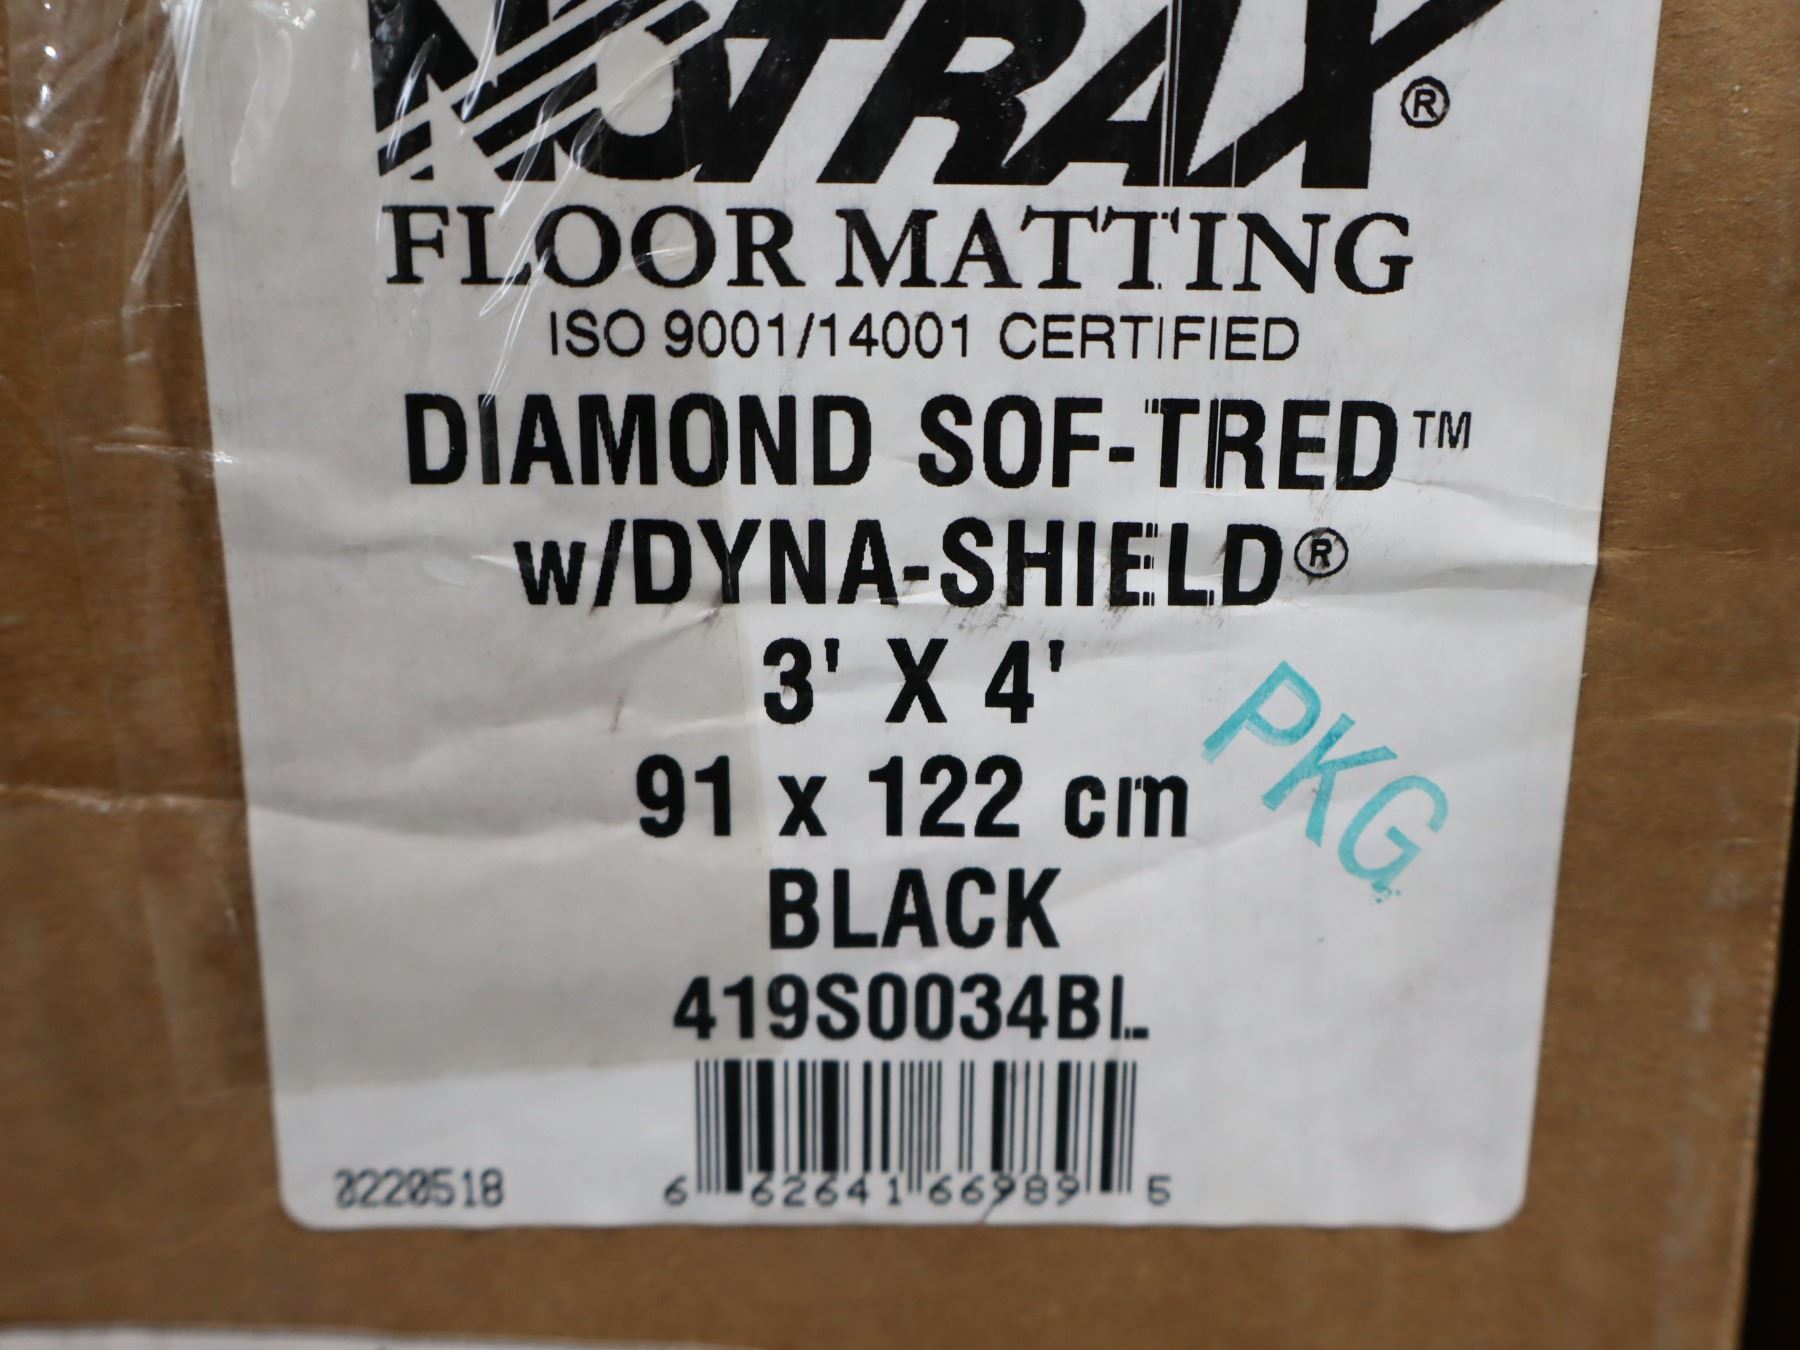 NOTRAX®
FLOOR MATTING
ISO 9001/14001 CERTIFIED
DIAMOND SOF-TRED™
w/DYNA-SHIELD®
3' X 4'
91 x 122 cm
BLACK
PKG
419S0034BL
0220518
6 62641 66989 5